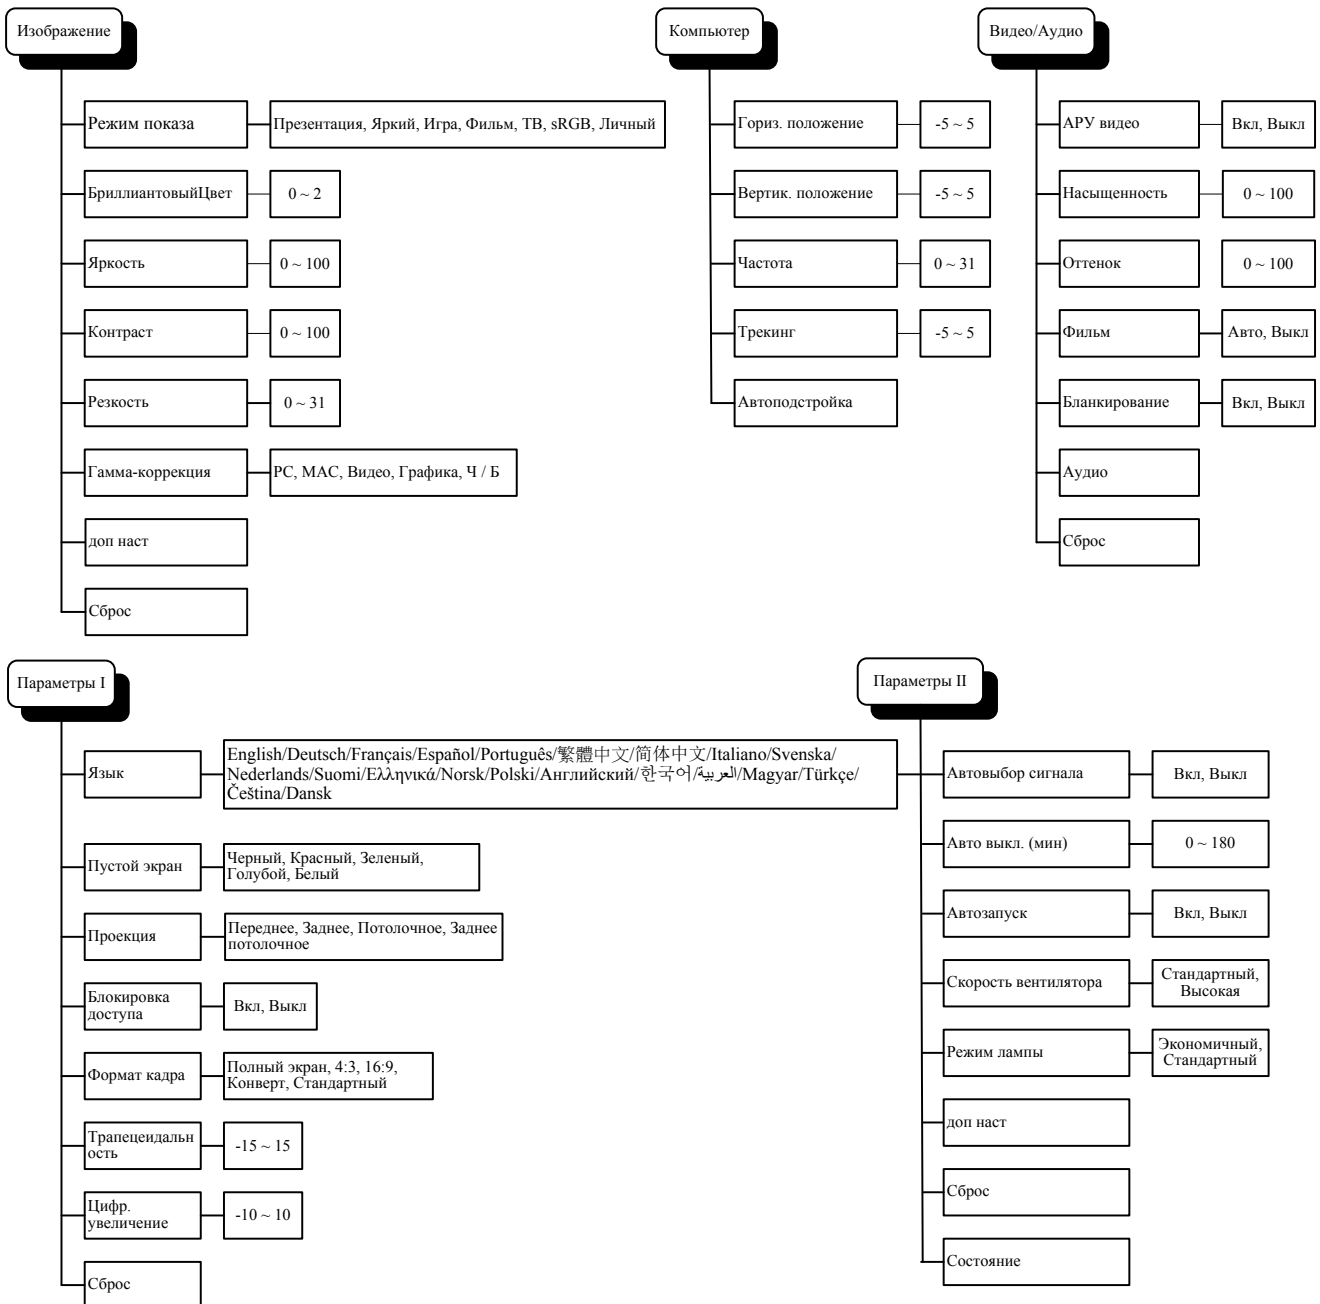 Изображение
Режим показа
Презентация, Яркий, Игра, Фильм, ТВ, sRGB, Личный
БриллиантовыйЦвет
0 ~ 2
Яркость
0 ~ 100
Контраст
0 ~ 100
Резкость
0 ~ 31
Гамма-коррекция
PC, MAC, Видео, Графика, Ч / Б
доп наст
Сброс
Компьютер
Гориз. положение
-5 ~ 5
Вертик. положение
-5 ~ 5
Частота
0 ~ 31
Трекинг
-5 ~ 5
Автоподстройка
Видео/Аудио
АРУ видео
Вкл, Выкл
Насыщенность
0 ~ 100
Оттенок
0 ~ 100
Фильм
Авто, Выкл
Бланкирование
Вкл, Выкл
Аудио
Сброс
Параметры I
Язык
English/Deutsch/Français/Español/Português/繁體中文/简体中文/Italiano/Svenska/
Nederlands/Suomi/Ελληνικά/Norsk/Polski/Английский/한국어/العربية/Magyar/Türkçe/
Čeština/Dansk
Пустой экран
Черный, Красный, Зеленый,
Голубой, Белый
Проекция
Переднее, Заднее, Потолочное, Заднее
потолочное
Блокировка
доступа
Вкл, Выкл
Формат кадра
Полный экран, 4:3, 16:9,
Конверт, Стандартный
Трапецеидальн
ость
-15 ~ 15
Цифр.
увеличение
-10 ~ 10
Сброс
Параметры II
Автовыбор сигнала
Вкл, Выкл
Авто выкл. (мин)
0 ~ 180
Автозапуск
Вкл, Выкл
Скорость вентилятора
Стандартный,
Высокая
Режим лампы
Экономичный,
Стандартный
доп наст
Сброс
Состояние